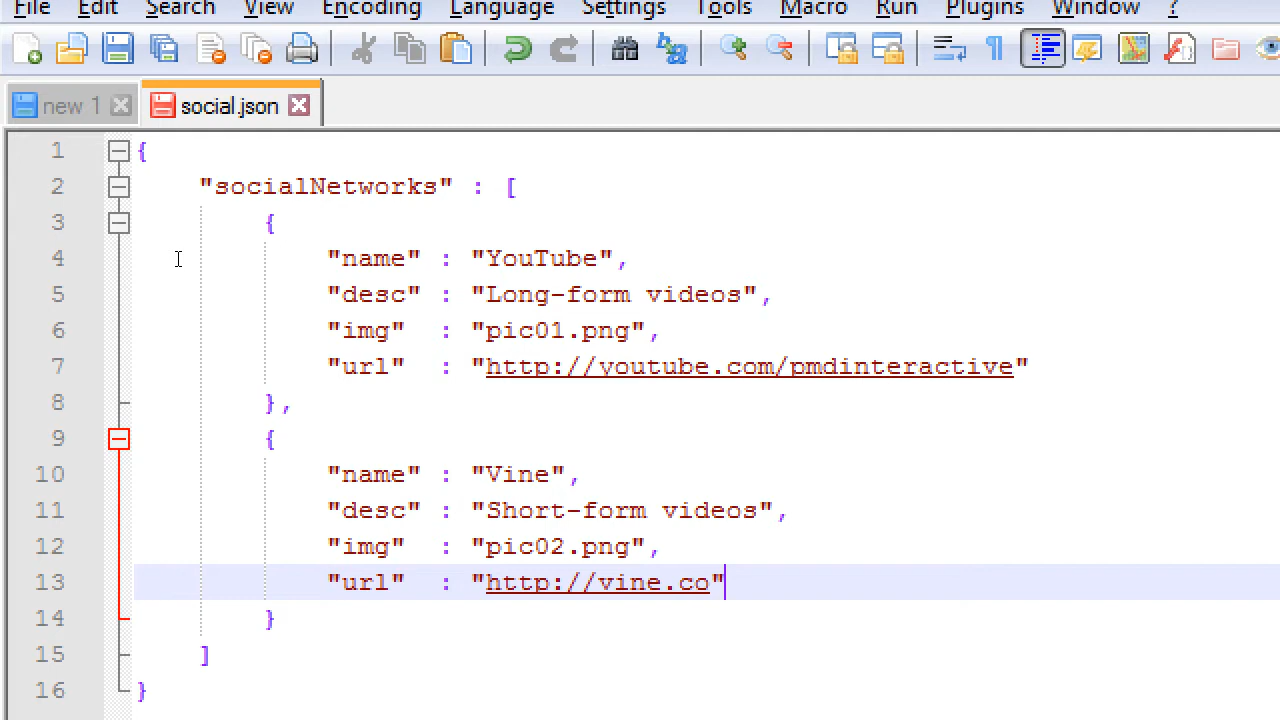 File Edit Search View Encoding Language Settings Tools Macro Run Plugins Window ?
new 1 social.json
1 {
2 "socialNetworks" : [
3 {
4 "name" : "YouTube",
5 "desc" : "Long-form videos",
6 "img" : "pic01.png",
7 "url" : "http://youtube.com/pmdinteractive"
8 },
9 {
10 "name" : "Vine",
11 "desc" : "Short-form videos",
12 "img" : "pic02.png",
13 "url" : "http://vine.co"
14 }
15 ]
16 }